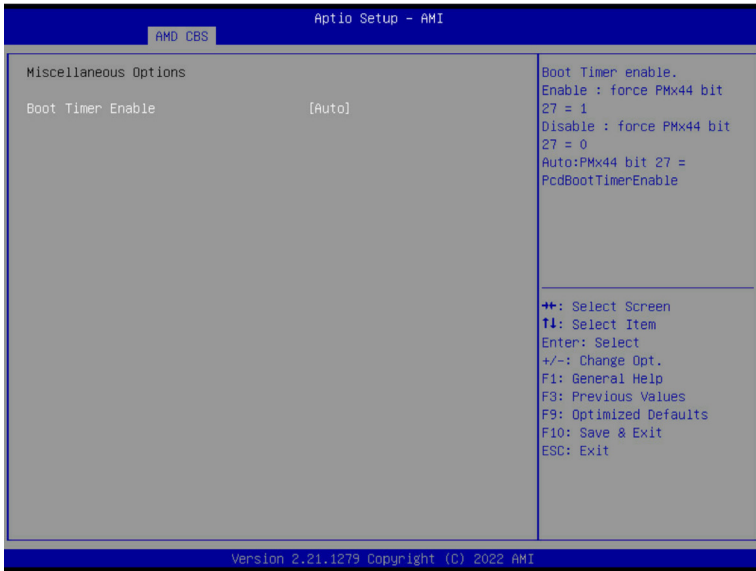 Aptio Setup – AMI
AMD CBS
Miscellaneous Options
Boot Timer Enable [Auto]
Boot Timer enable.
Enable : force PMx44 bit
27 = 1
Disable : force PMx44 bit
27 = 0
Auto:PMx44 bit 27 =
PcdBootTimerEnable
→←: Select Screen
↑↓: Select Item
Enter: Select
+/-: Change Opt.
F1: General Help
F3: Previous Values
F9: Optimized Defaults
F10: Save & Exit
ESC: Exit
Version 2.21.1279 Copyright (C) 2022 AMI